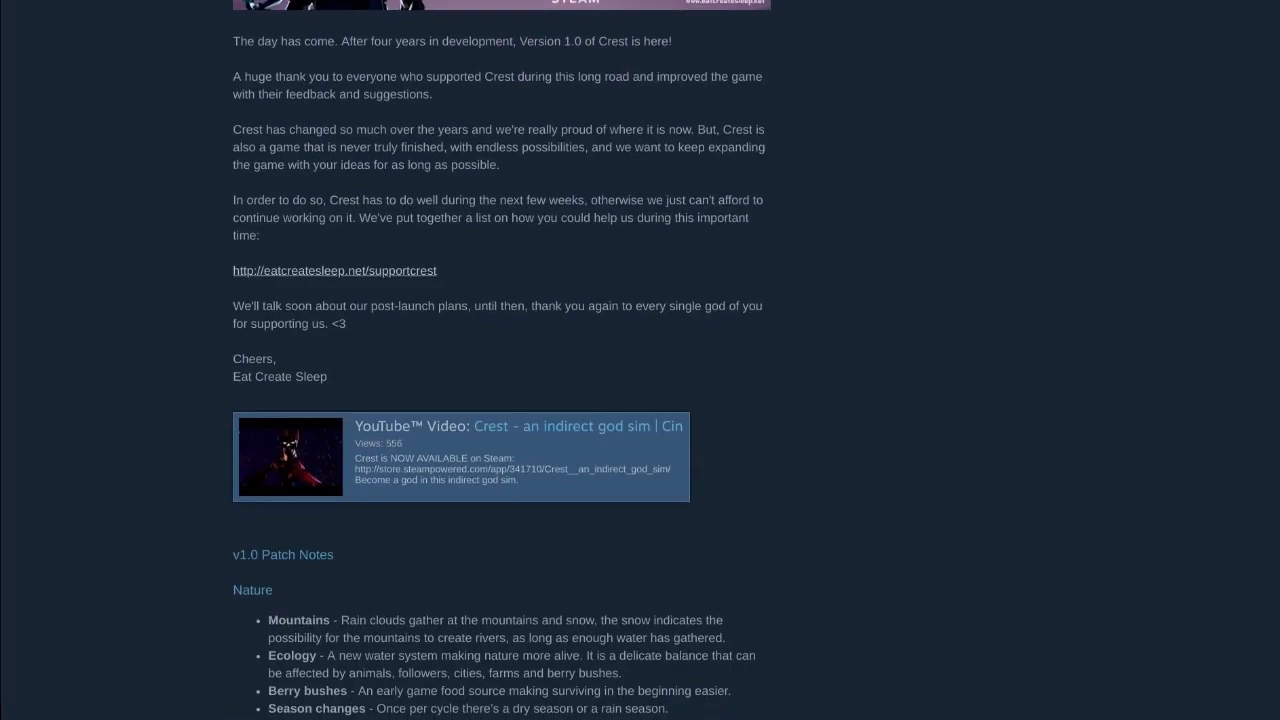 STEAM
www.eatcreatesleep.net
The day has come. After four years in development, Version 1.0 of Crest is here!
A huge thank you to everyone who supported Crest during this long road and improved the game
with their feedback and suggestions.
Crest has changed so much over the years and we're really proud of where it is now. But, Crest is
also a game that is never truly finished, with endless possibilities, and we want to keep expanding
the game with your ideas for as long as possible.
In order to do so, Crest has to do well during the next few weeks, otherwise we just can't afford to
continue working on it. We've put together a list on how you could help us during this important
time:
http://eatcreatesleep.net/supportcrest
We'll talk soon about our post-launch plans, until then, thank you again to every single god of you
for supporting us. <3
Cheers,
Eat Create Sleep
YouTube™ Video: Crest - an indirect god sim | Cin
Views: 556
Crest is NOW AVAILABLE on Steam:
http://store.steampowered.com/app/341710/Crest__an_indirect_god_sim/
Become a god in this indirect god sim.
v1.0 Patch Notes
Nature
• Mountains - Rain clouds gather at the mountains and snow, the snow indicates the
possibility for the mountains to create rivers, as long as enough water has gathered.
• Ecology - A new water system making nature more alive. It is a delicate balance that can
be affected by animals, followers, cities, farms and berry bushes.
• Berry bushes - An early game food source making surviving in the beginning easier.
• Season changes - Once per cycle there's a dry season or a rain season.